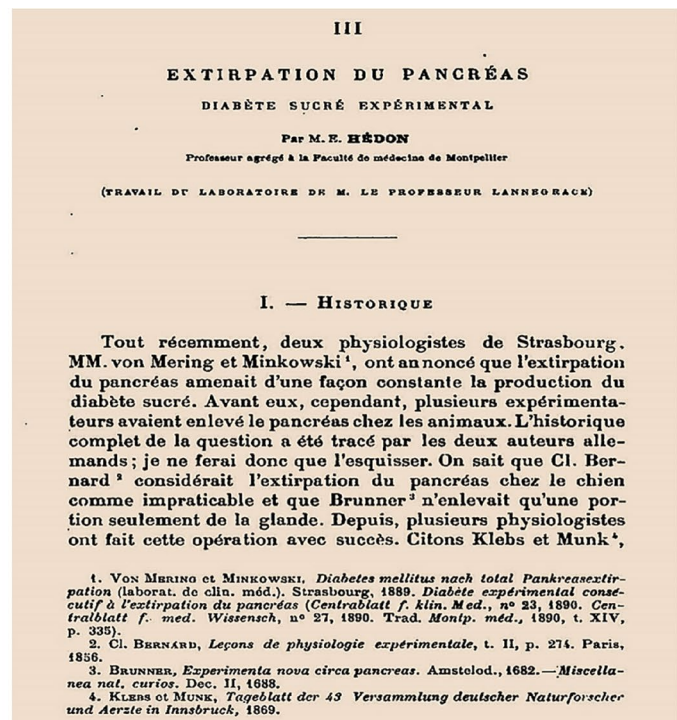 III
EXTIRPATION DU PANCRÉAS
DIABÈTE SUCRÉ EXPÉRIMENTAL
Par M. E. HÉDON
Professeur agrégé à la Faculté de médecine de Montpellier
(TRAVAIL DU LABORATOIRE DE M. LE PROFESSEUR LANNEGRACE)
I. — HISTORIQUE
Tout récemment, deux physiologistes de Strasbourg.
MM. von Mering et Minkowski ¹, ont annoncé que l'extirpation
du pancréas amenait d'une façon constante la production du
diabète sucré. Avant eux, cependant, plusieurs expérimenta-
teurs avaient enlevé le pancréas chez les animaux. L'historique
complet de la question a été tracé par les deux auteurs alle-
mands ; je ne ferai donc que l'esquisser. On sait que Cl. Ber-
nard ² considérait l'extirpation du pancréas chez le chien
comme impraticable et que Brunner ³ n'enlevait qu'une por-
tion seulement de la glande. Depuis, plusieurs physiologistes
ont fait cette opération avec succès. Citons Klebs et Munk ⁴,
1. VON MERING et MINKOWSKI, Diabetes mellitus nach total Pankreasextir-
pation (laborat. de clin. méd.). Strasbourg, 1889. Diabète expérimental consé-
cutif à l'extirpation du pancréas (Centrablatt f. klin. Med., nº 23, 1890. Cen-
tralblatt f. med. Wissensch, nº 27, 1890. Trad. Montp. méd., 1890, t. XIV,
p. 335).
2. Cl. BERNARD, Leçons de physiologie expérimentale, t. II, p. 274. Paris,
1856.
3. BRUNNER, Experimenta nova circa pancreas. Amstelod., 1682. — Miscella-
nea nat. curios. Dec. II, 1688.
4. KLEBS et MUNK, Tageblatt der 43 Versammlung deutscher Naturforscher
und Aerzte in Innsbruck, 1869.